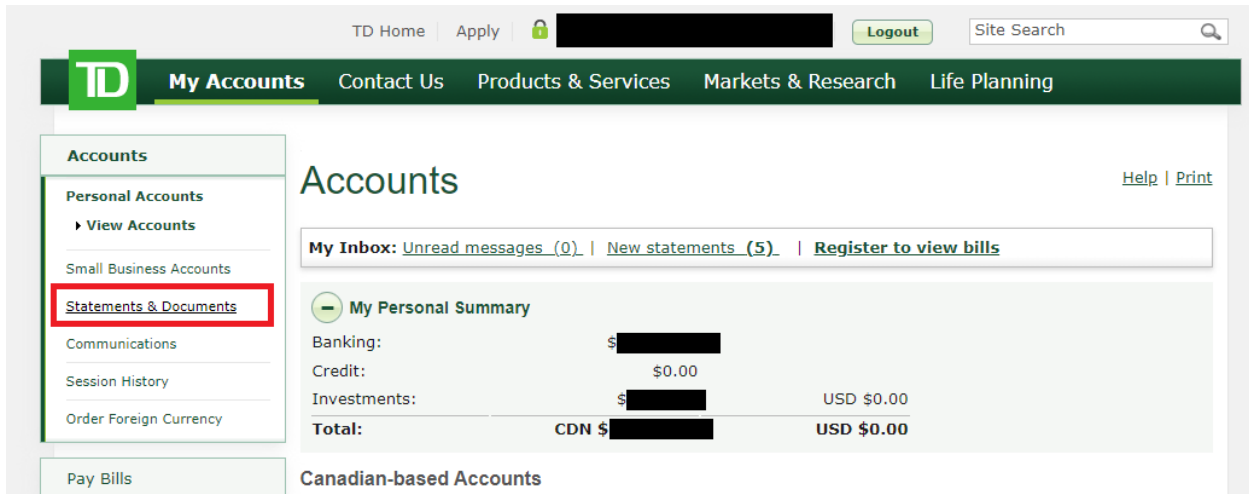 TD Home Apply Logout Site Search
TD My Accounts Contact Us Products & Services Markets & Research Life Planning
Accounts
Personal Accounts
View Accounts
Small Business Accounts
Statements & Documents
Communications
Session History
Order Foreign Currency
Pay Bills
Accounts
Help | Print
My Inbox: Unread messages (0) | New statements (5) | Register to view bills
My Personal Summary
Banking: $
Credit: $0.00
Investments: $ USD $0.00
Total: CDN $ USD $0.00
Canadian-based Accounts